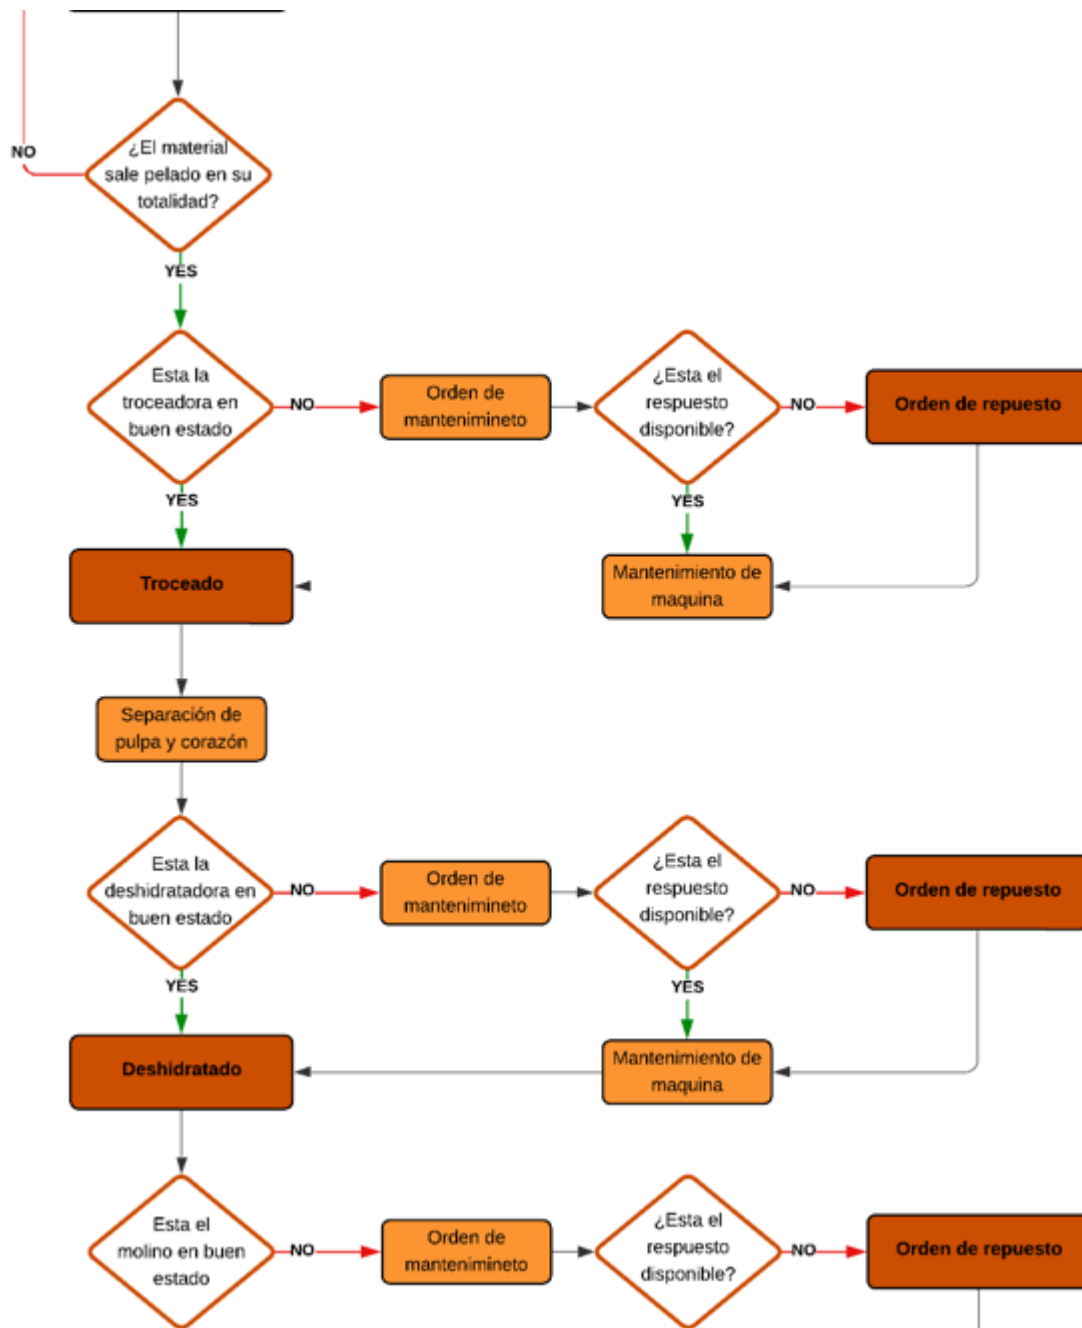 ¿El material
sale pelado en su
totalidad?
NO
YES
Esta la
troceadora en
buen estado
NO
Orden de
mantenimineto
¿Esta el
respuesto
disponible?
NO
Orden de repuesto
YES
YES
Troceado
Mantenimiento de
maquina
Separación de
pulpa y corazón
Esta la
deshidratadora en
buen estado
NO
Orden de
mantenimineto
¿Esta el
respuesto
disponible?
NO
Orden de repuesto
YES
YES
Deshidratado
Mantenimiento de
maquina
Esta el
molino en buen
estado
NO
Orden de
mantenimineto
¿Esta el
respuesto
disponible?
NO
Orden de repuesto